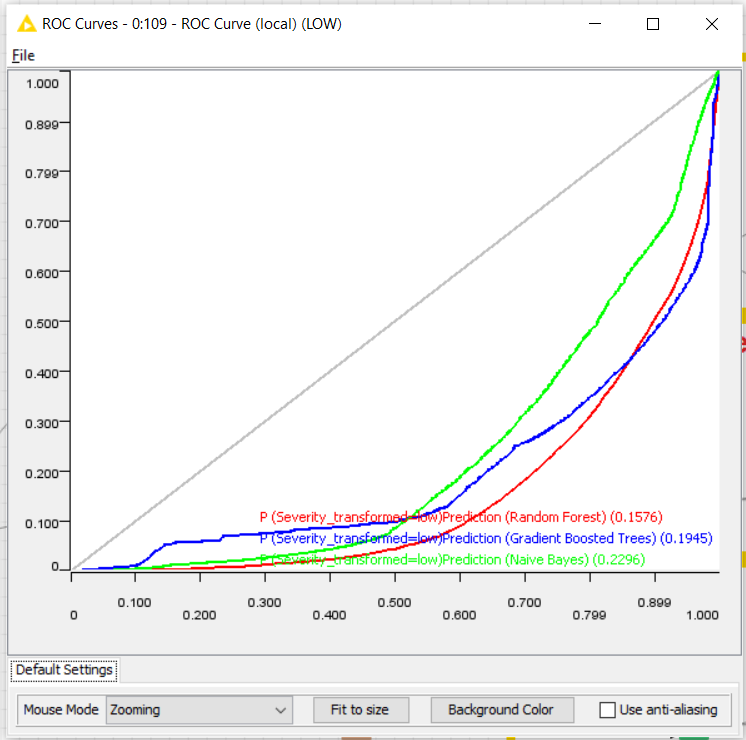 ROC Curves - 0:109 - ROC Curve (local) (LOW)
File
1.000
0.899
0.799
0.700
0.600
0.500
0.400
0.300
0.200
0.100
0
P (Severity_transformed=low)Prediction (Random Forest) (0.1576)
P (Severity_transformed=low)Prediction (Gradient Boosted Trees) (0.1945)
P (Severity_transformed=low)Prediction (Naive Bayes) (0.2296)
0.100 0.300 0.500 0.700 0.899
0 0.200 0.400 0.600 0.799 1.000
Default Settings
Mouse Mode Zooming Fit to size Background Color Use anti-aliasing